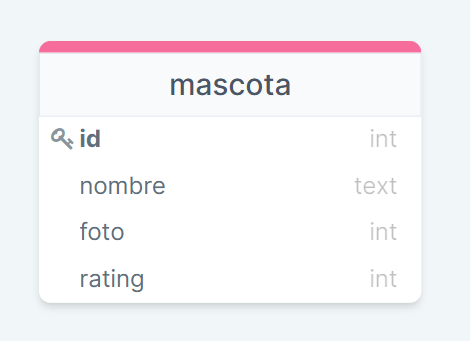 mascota
id int
nombre text
foto int
rating int